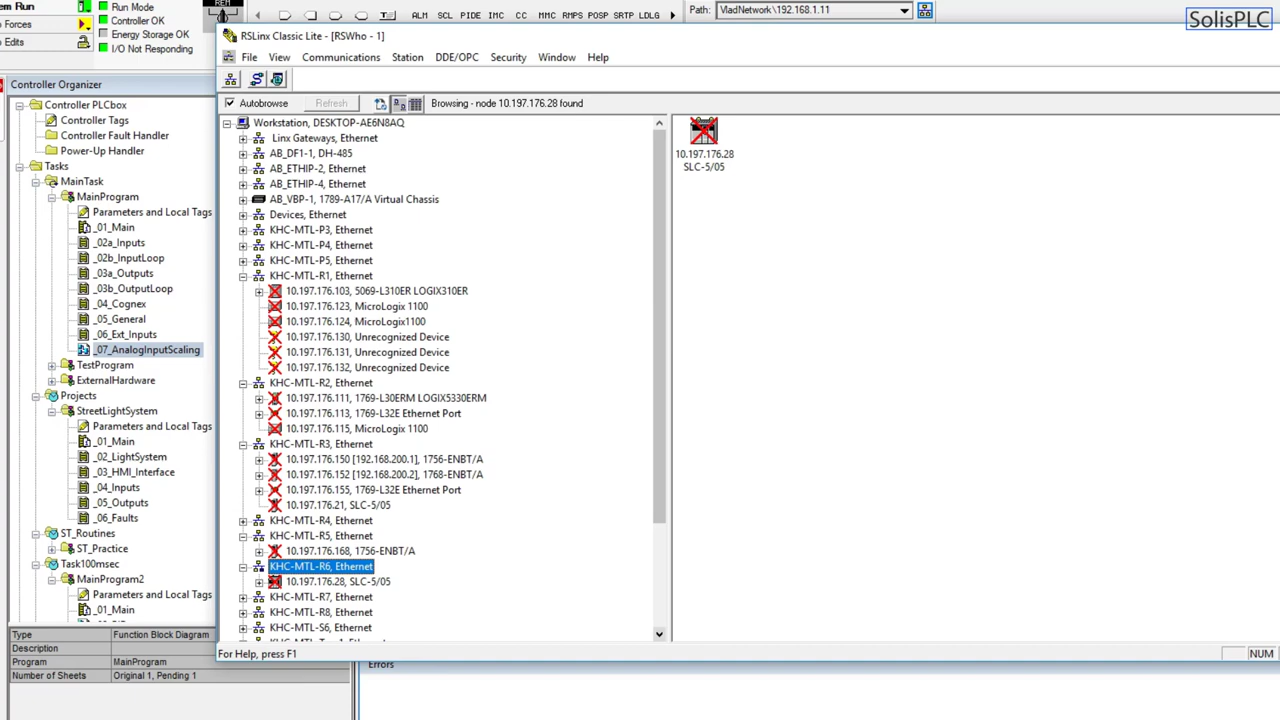 em Run
Forces
Edits
Run Mode
Controller OK
Energy Storage OK
I/O Not Responding
REM
ALM SCL PIDE IMC CC MMC RMPS POSP SRTP LDLG
Path: VladNetwork\192.168.1.11
SolisPLC
RSLinx Classic Lite - [RSWho - 1]
File View Communications Station DDE/OPC Security Window Help
Autobrowse Refresh Browsing - node 10.197.176.28 found
Controller Organizer
Controller PLCbox
Controller Tags
Controller Fault Handler
Power-Up Handler
Tasks
MainTask
MainProgram
Parameters and Local Tags
_01_Main
_02a_Inputs
_02b_InputLoop
_03a_Outputs
_03b_OutputLoop
_04_Cognex
_05_General
_06_Ext_Inputs
_07_AnalogInputScaling
TestProgram
ExternalHardware
Projects
StreetLightSystem
Parameters and Local Tags
_01_Main
_02_LightSystem
_03_HMI_Interface
_04_Inputs
_05_Outputs
_06_Faults
ST_Routines
ST_Practice
Task100msec
MainProgram2
Parameters and Local Tags
_01_Main
Type Function Block Diagram
Description
Program MainProgram
Number of Sheets Original 1, Pending 1
Workstation, DESKTOP-AE6N8AQ
Linx Gateways, Ethernet
AB_DF1-1, DH-485
AB_ETHIP-2, Ethernet
AB_ETHIP-4, Ethernet
AB_VBP-1, 1789-A17/A Virtual Chassis
Devices, Ethernet
KHC-MTL-P3, Ethernet
KHC-MTL-P4, Ethernet
KHC-MTL-P5, Ethernet
KHC-MTL-R1, Ethernet
10.197.176.103, 5069-L310ER LOGIX310ER
10.197.176.123, MicroLogix 1100
10.197.176.124, MicroLogix1100
10.197.176.130, Unrecognized Device
10.197.176.131, Unrecognized Device
10.197.176.132, Unrecognized Device
KHC-MTL-R2, Ethernet
10.197.176.111, 1769-L30ERM LOGIX5330ERM
10.197.176.113, 1769-L32E Ethernet Port
10.197.176.115, MicroLogix 1100
KHC-MTL-R3, Ethernet
10.197.176.150 [192.168.200.1], 1756-ENBT/A
10.197.176.152 [192.168.200.2], 1768-ENBT/A
10.197.176.155, 1769-L32E Ethernet Port
10.197.176.21, SLC-5/05
KHC-MTL-R4, Ethernet
KHC-MTL-R5, Ethernet
10.197.176.168, 1756-ENBT/A
KHC-MTL-R6, Ethernet
10.197.176.28, SLC-5/05
KHC-MTL-R7, Ethernet
KHC-MTL-R8, Ethernet
KHC-MTL-S6, Ethernet
10.197.176.28
SLC-5/05
For Help, press F1
NUM
Errors